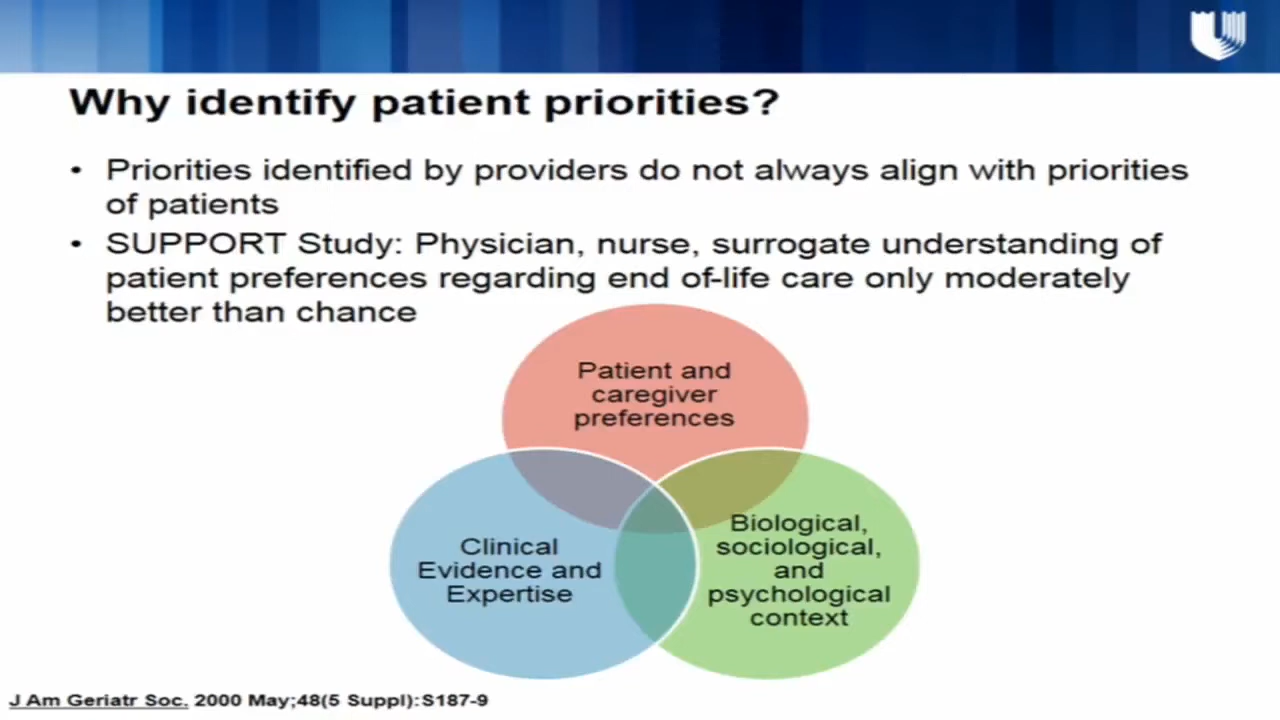 Why identify patient priorities?
• Priorities identified by providers do not always align with priorities
of patients
• SUPPORT Study: Physician, nurse, surrogate understanding of
patient preferences regarding end of-life care only moderately
better than chance
Patient and
caregiver
preferences
Clinical
Evidence and
Expertise
Biological,
sociological,
and
psychological
context
J Am Geriatr Soc. 2000 May;48(5 Suppl):S187-9